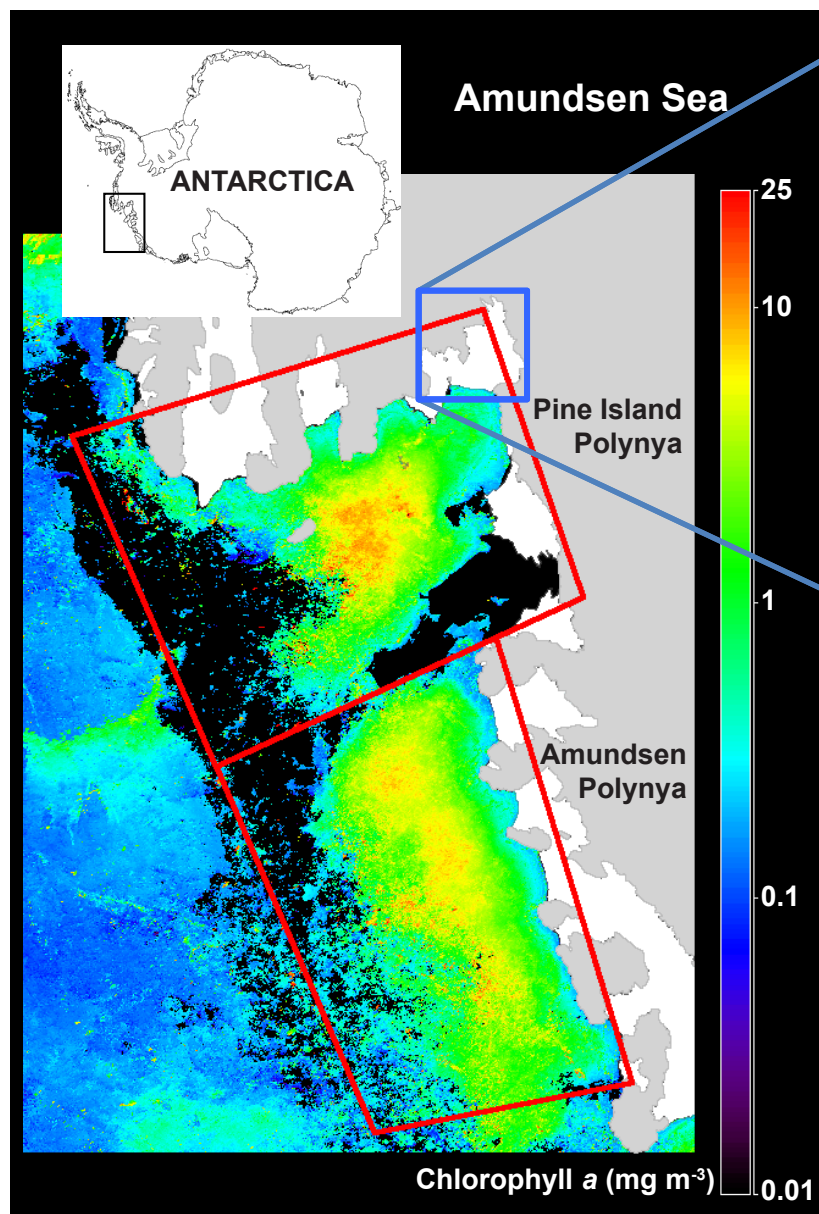 Amundsen Sea
ANTARCTICA
Pine Island
Polynya
Amundsen
Polynya
25
10
1
0.1
0.01
Chlorophyll a (mg m-3)